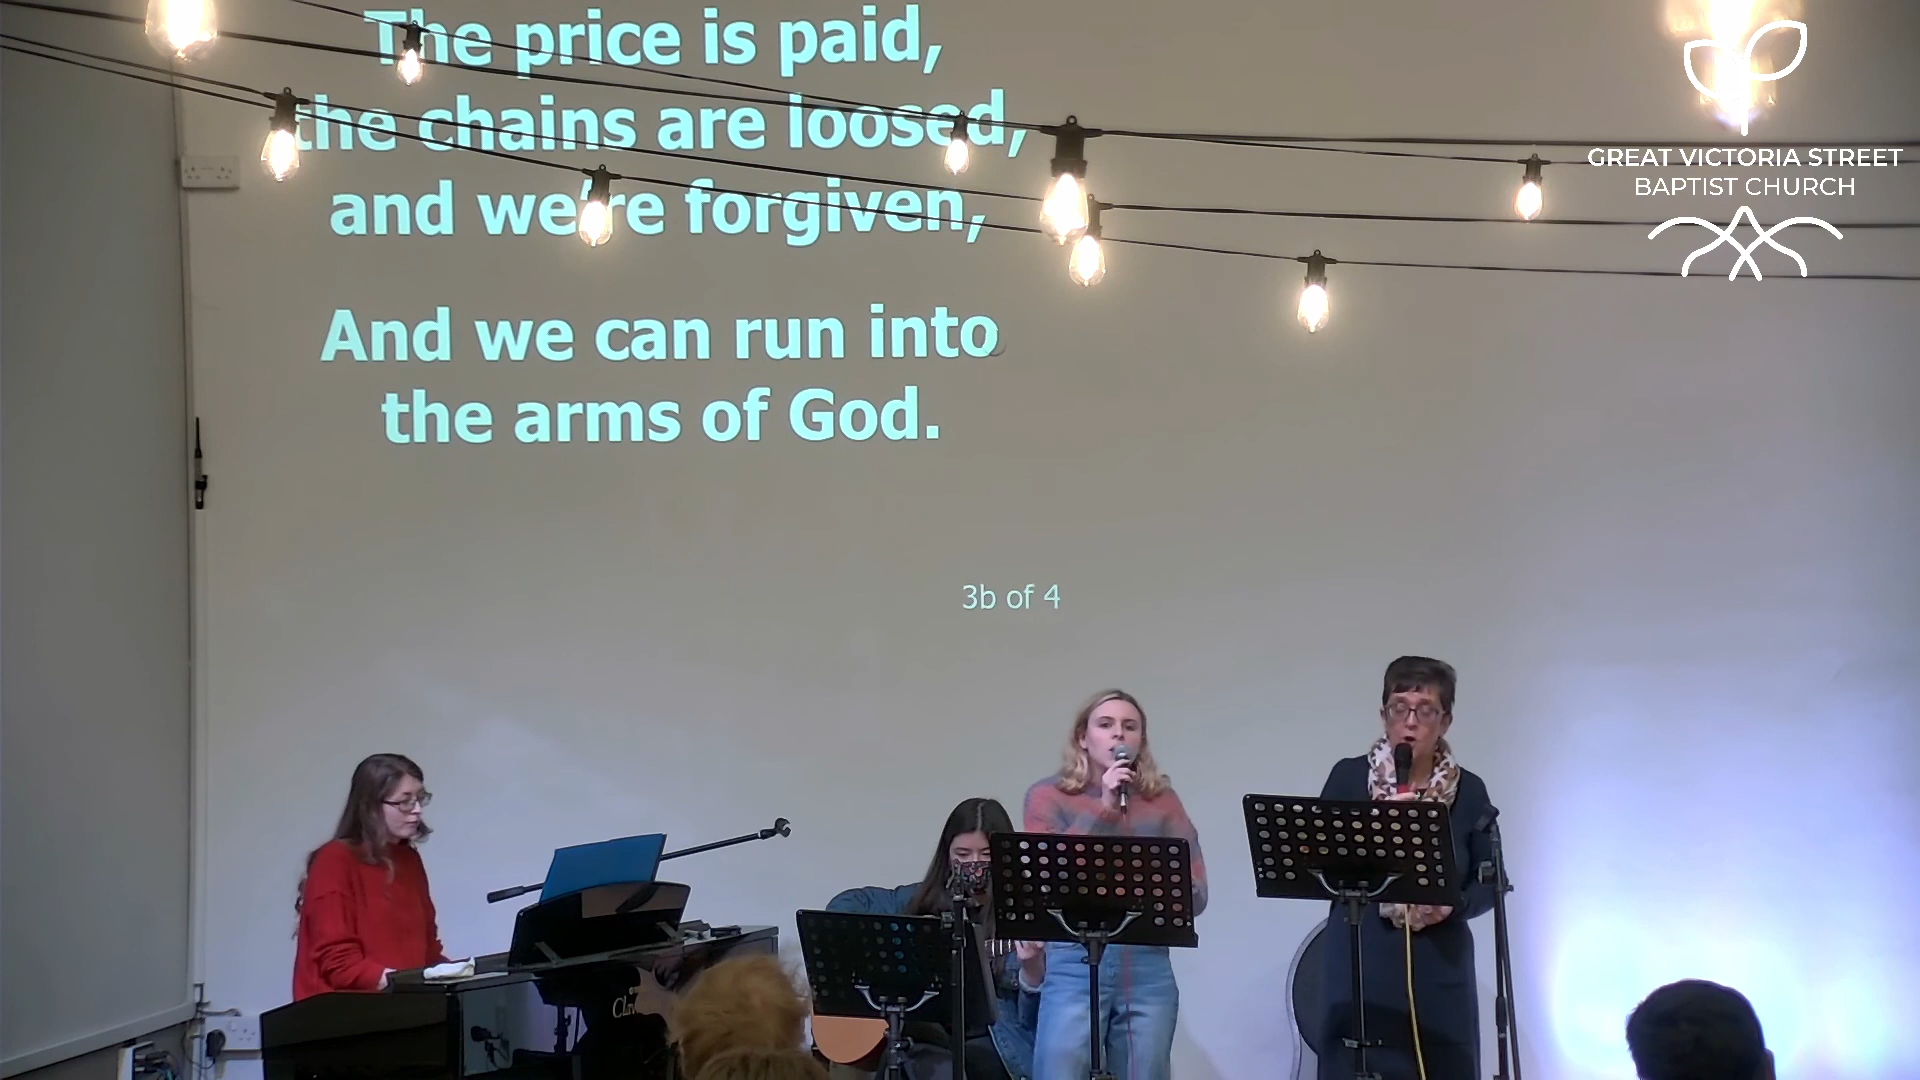 The price is paid,
the chains are loosed,
and we're forgiven,
And we can run into
the arms of God.
3b of 4
GREAT VICTORIA STREET
BAPTIST CHURCH